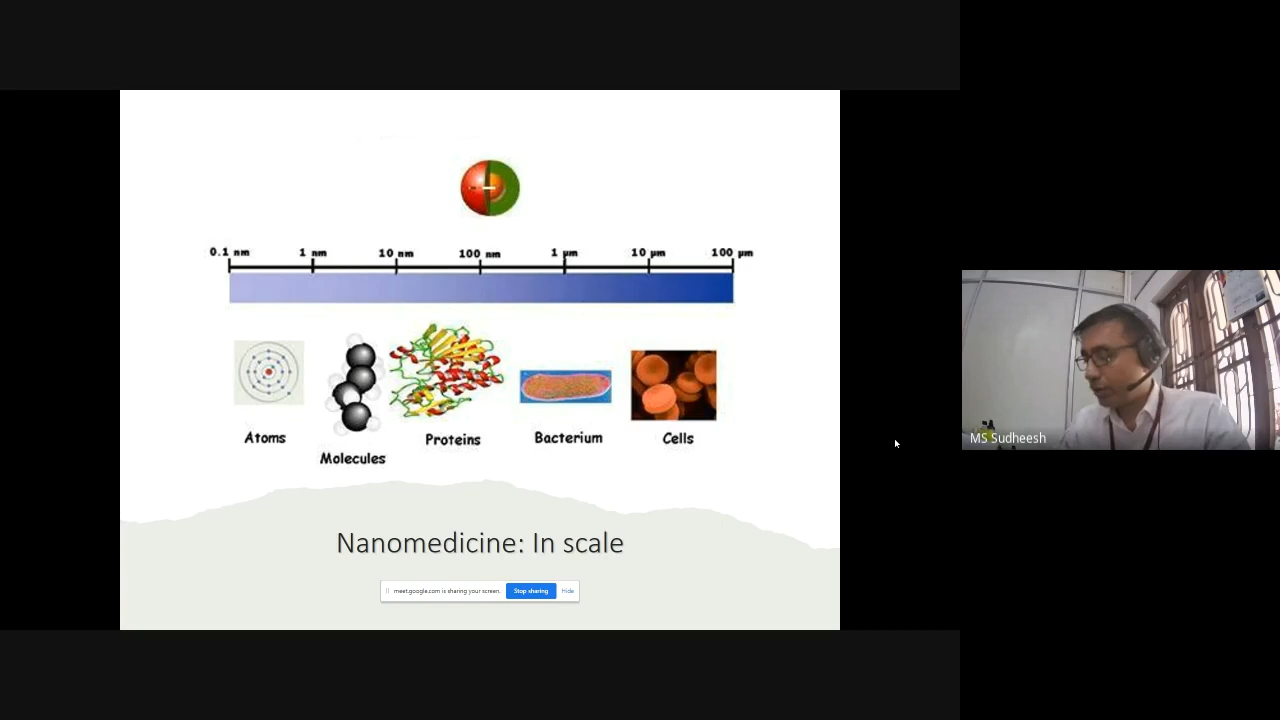 0.1 nm 1 nm 10 nm 100 nm 1 µm 10 µm 100 µm
Atoms
Molecules
Proteins
Bacterium
Cells
Nanomedicine: In scale
meet.google.com is sharing your screen. Stop sharing Hide
MS Sudheesh